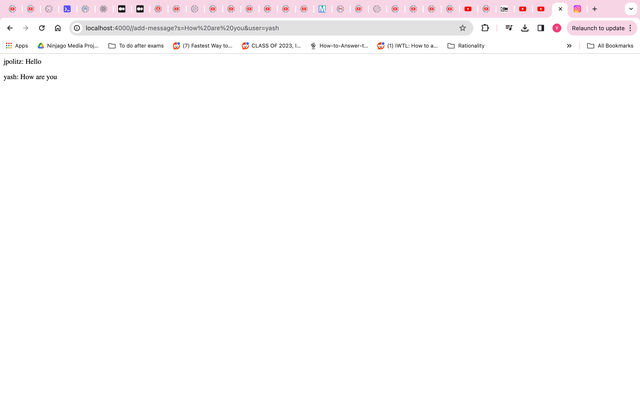 localhost:4000//add-message?s=How%20are%20you&user=yash
Relaunch to update
Apps
Ninjago Media Proj...
To do after exams
(7) Fastest Way to...
CLASS OF 2023, I...
How-to-Answer-t...
(1) IWTL: How to a...
Rationality
»
All Bookmarks
jpolitz: Hello
yash: How are you